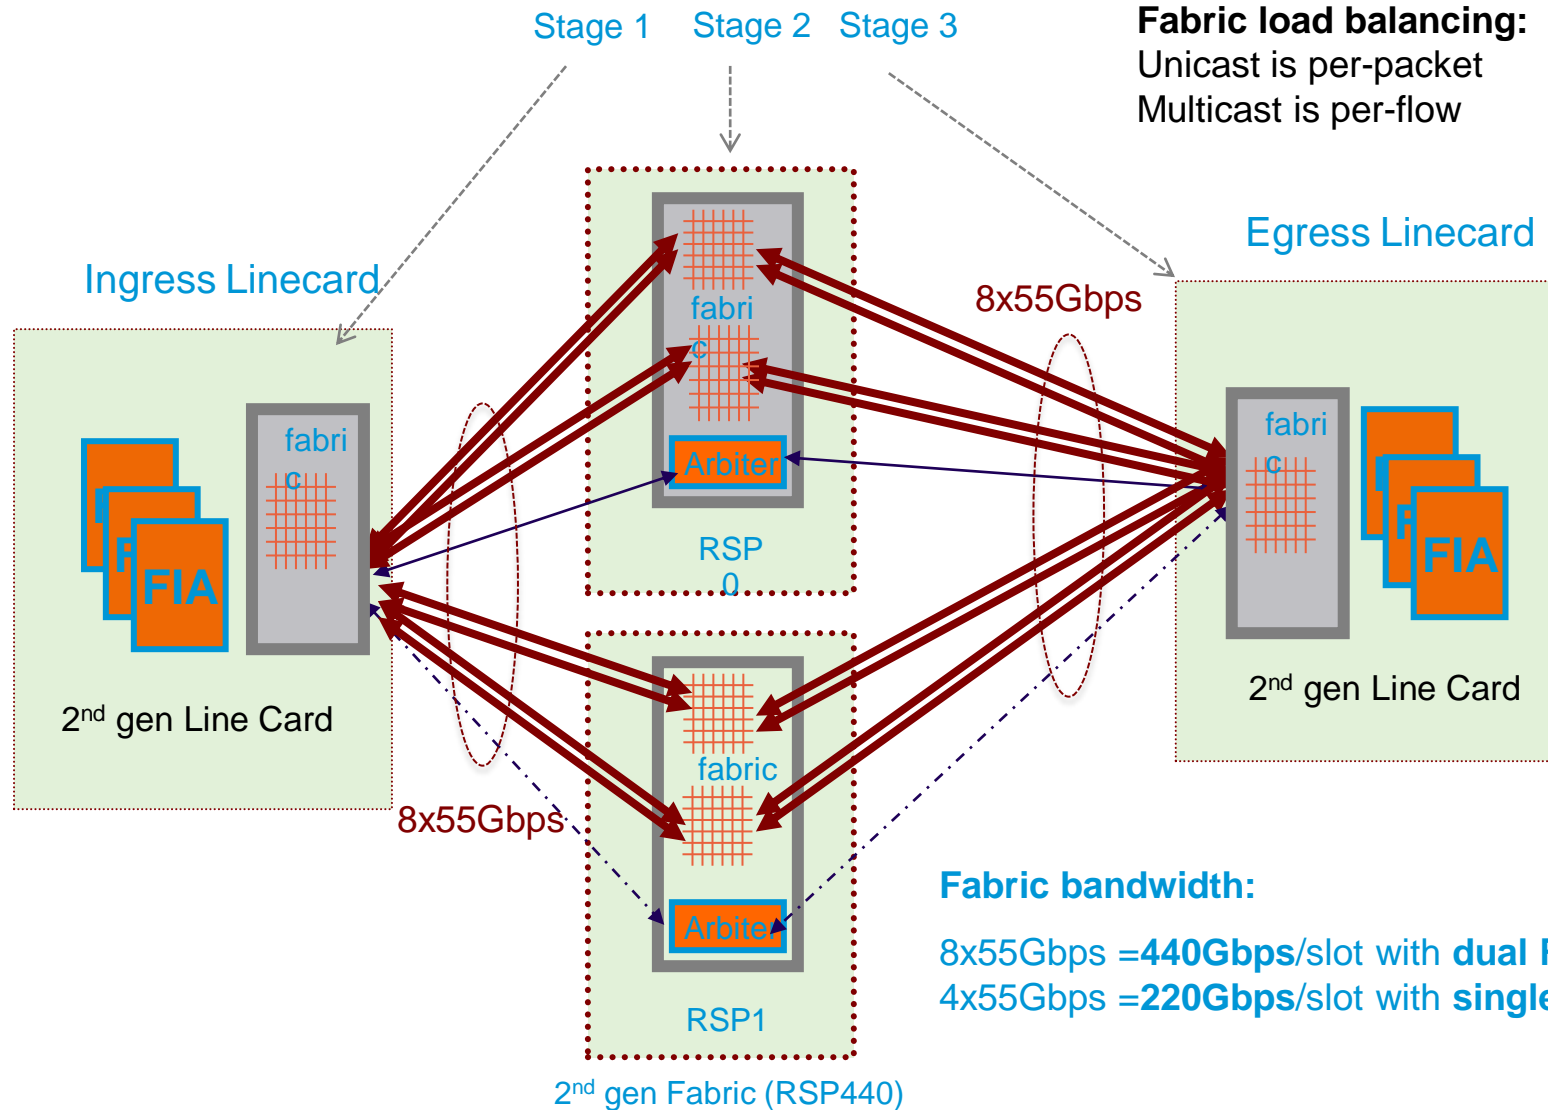 Stage 1
Stage 2
Stage 3
Fabric load balancing:
Unicast is per-packet
Multicast is per-flow
Ingress Linecard
Egress Linecard
8x55Gbps
fabri
c
Arbiter
RSP
0
fabri
c
FIA
2nd gen Line Card
fabri
c
FIA
2nd gen Line Card
fabric
Arbiter
RSP1
8x55Gbps
2nd gen Fabric (RSP440)
Fabric bandwidth:
8x55Gbps =440Gbps/slot with dual
4x55Gbps =220Gbps/slot with single